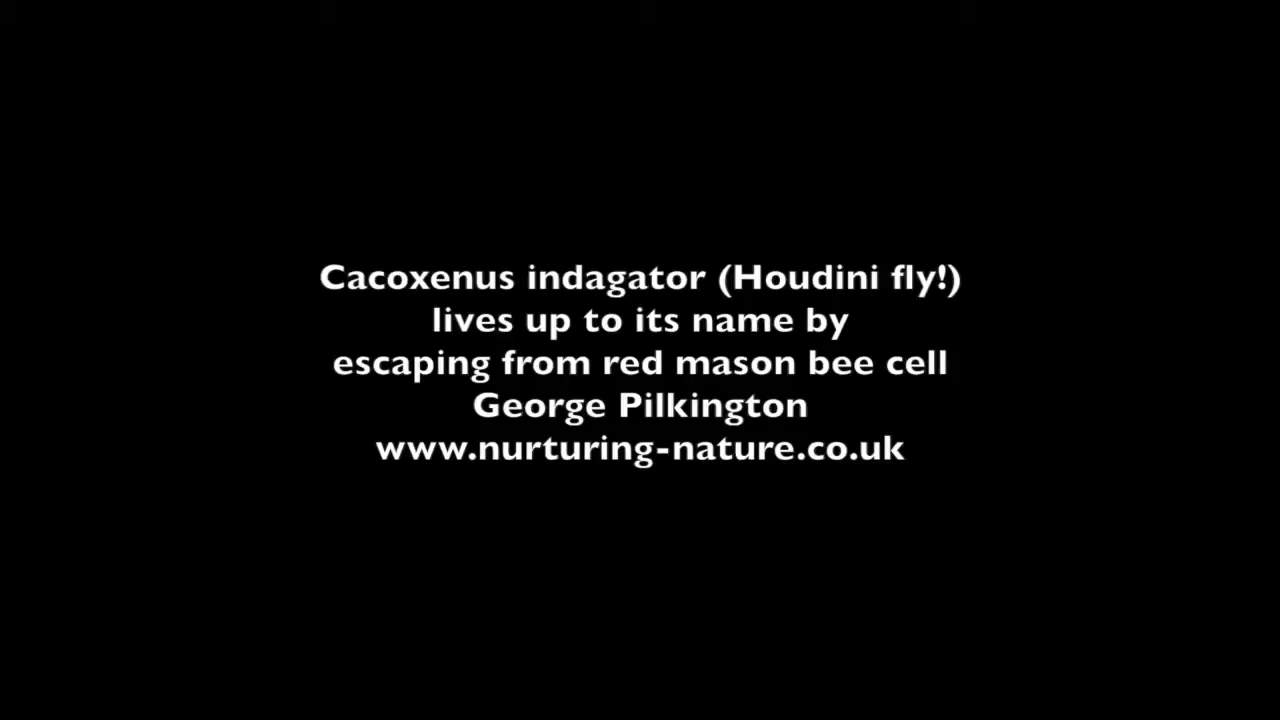 Cacoxenus indagator (Houdini fly!)
lives up to its name by
escaping from red mason bee cell
George Pilkington
www.nurturing-nature.co.uk